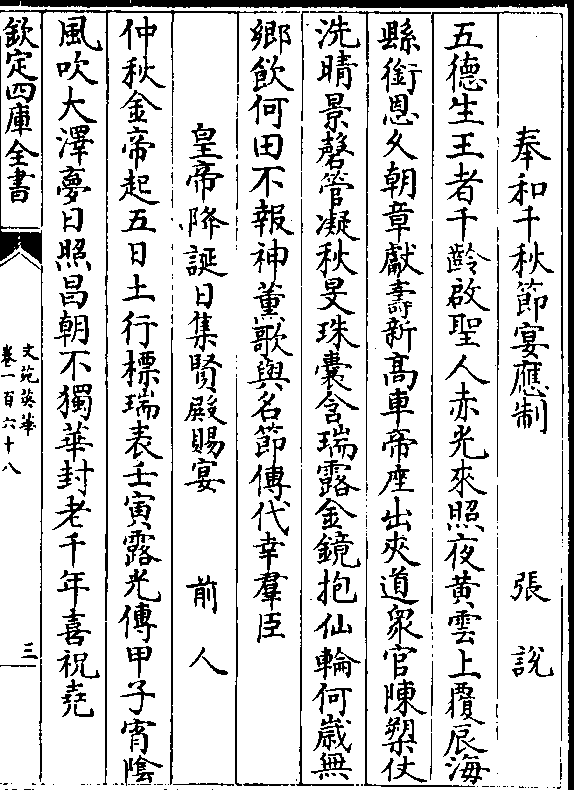 奉和千秋節宴應制　張說
五德生王者千齡啟聖人赤光來照夜黃雲上覆辰海
縣銜恩久朝章獻壽新高車帝座出夾道衆官陳槊仗
洗晴景磬管凝秋旻珠囊含瑞露金鏡抱仙輪何歲無
鄉飲何田不報神薰歌與名節傳代幸羣臣
皇帝降誕日集賢殿賜宴　前人
仲秋金帝起五日土行標瑞表壬寅露光傳甲子宵陰
風吹大澤夢日照昌朝不獨華封老千年喜祝堯
欽定四庫全書
文苑英華
卷一百六十八
三